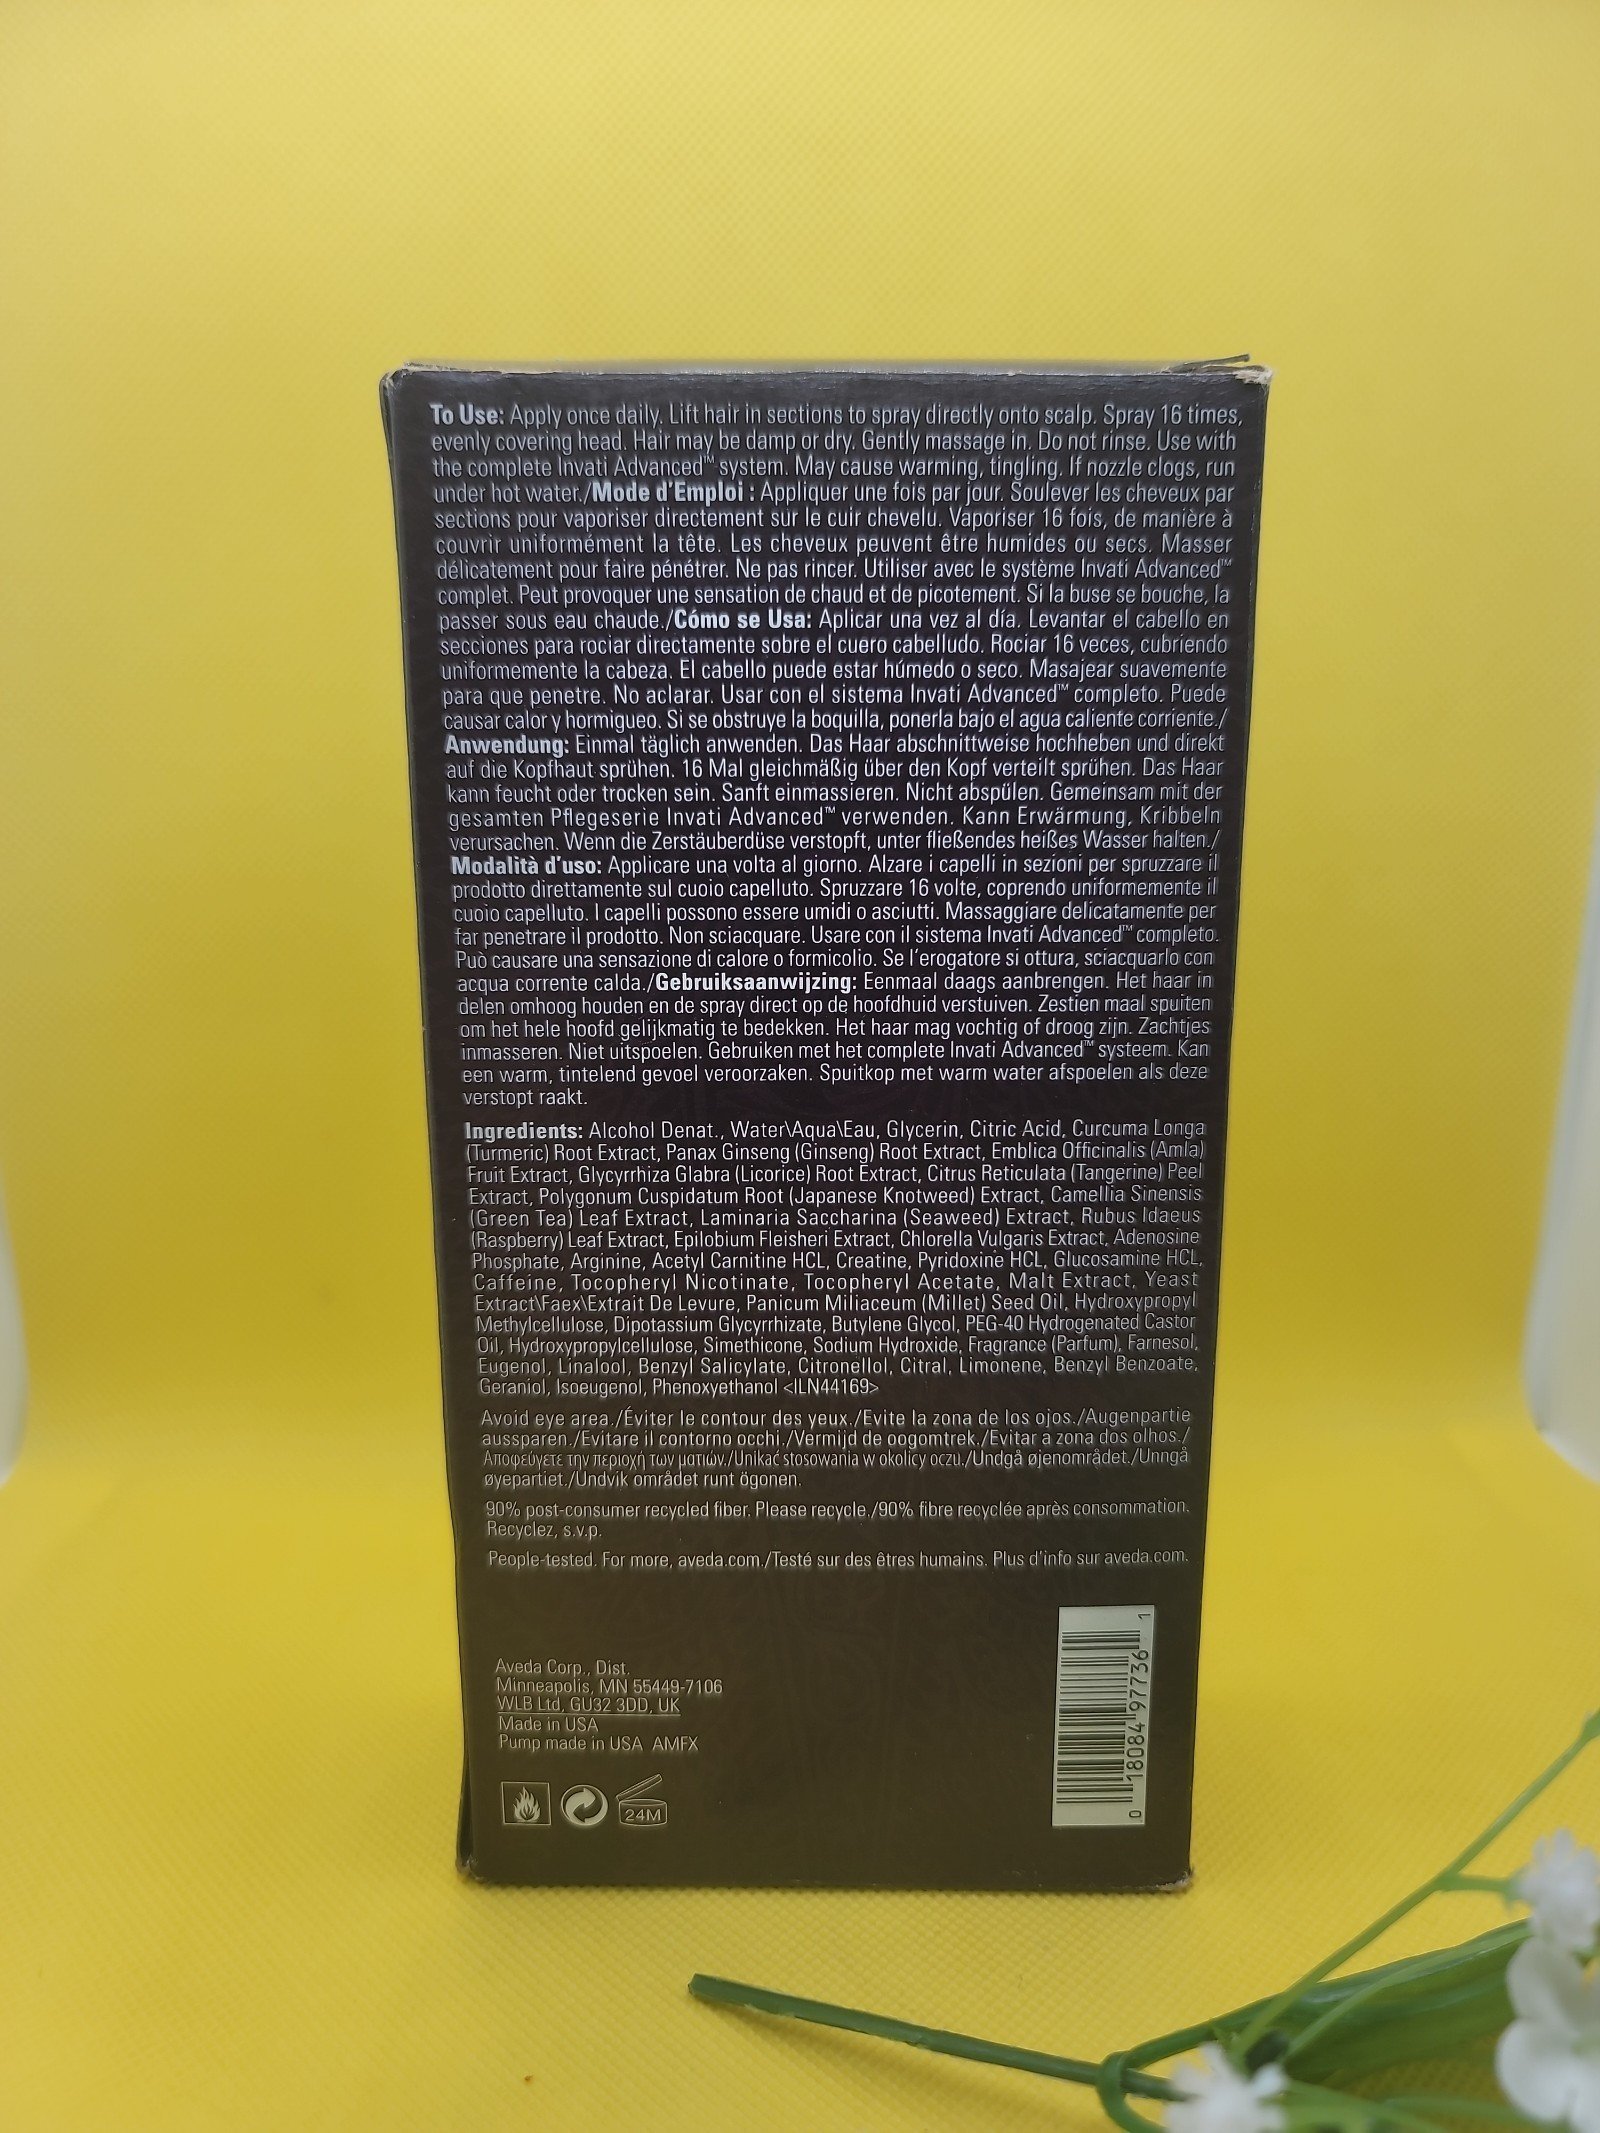 To Use: Apply once daily. Lift hair in sections to spray directly onto scalp. Spray 16 times,
evenly covering head. Hair may be damp or dry. Gently massage in. Do not rinse. Use with
the complete Invati Advanced™ system. May cause warming, tingling. If nozzle clogs, run
under hot water./Mode d'Emploi : Appliquer une fois par jour. Soulever les cheveux par
sections pour vaporiser directement sur le cuir chevelu. Vaporiser 16 fois, de manière à
couvrir uniformément la tête. Les cheveux peuvent être humides ou secs. Masser
délicatement pour faire pénétrer. Ne pas rincer. Utiliser avec le système Invati Advanced™
complet. Peut provoquer une sensation de chaud et de picotement. Si la buse se bouche, la
passer sous eau chaude./Cómo se Usa: Aplicar una vez al día. Levantar el cabello en
secciones para rociar directamente sobre el cuero cabelludo. Rociar 16 veces, cubriendo
uniformemente la cabeza. El cabello puede estar húmedo o seco. Masajear suavemente
para que penetre. No aclarar. Usar con el sistema Invati Advanced™ completo. Puede
causar calor y hormigueo. Si se obstruye la boquilla, ponerla bajo el agua caliente corriente./
Anwendung: Einmal täglich anwenden. Das Haar abschnittweise hochheben und direkt
auf die Kopfhaut sprühen. 16 Mal gleichmäßig über den Kopf verteilt sprühen. Das Haar
kann feucht oder trocken sein. Sanft einmassieren. Nicht abspülen. Gemeinsam mit der
gesamten Pflegeserie Invati Advanced™ verwenden. Kann Erwärmung, Kribbeln
verursachen. Wenn die Zerstäuberdüse verstopft, unter fließendes heißes Wasser halten./
Modalità d'uso: Applicare una volta al giorno. Alzare i capelli in sezioni per spruzzare il
prodotto direttamente sul cuoio capelluto. Spruzzare 16 volte, coprendo uniformemente il
cuoio capelluto. I capelli possono essere umidi o asciutti. Massaggiare delicatamente per
far penetrare il prodotto. Non sciacquare. Usare con il sistema Invati Advanced™ completo.
Può causare una sensazione di calore o formicolio. Se l'erogatore si ottura, sciacquarlo con
acqua corrente calda./Gebruiksaanwijzing: Eenmaal daags aanbrengen. Het haar in
delen omhoog houden en de spray direct op de hoofdhuid verstuiven. Zestien maal spuiten
om het hele hoofd gelijkmatig te bedekken. Het haar mag vochtig of droog zijn. Zachtjes
inmasseren. Niet uitspoelen. Gebruiken met het complete Invati Advanced™ systeem. Kan
een warm, tintelend gevoel veroorzaken. Spuitkop met warm water afspoelen als deze
verstopt raakt.
Ingredients: Alcohol Denat., Water\Aqua\Eau, Glycerin, Citric Acid, Curcuma Longa
(Turmeric) Root Extract, Panax Ginseng (Ginseng) Root Extract, Emblica Officinalis (Amla)
Fruit Extract, Glycyrrhiza Glabra (Licorice) Root Extract, Citrus Reticulata (Tangerine) Peel
Extract, Polygonum Cuspidatum Root (Japanese Knotweed) Extract, Camellia Sinensis
(Green Tea) Leaf Extract, Laminaria Saccharina (Seaweed) Extract, Rubus Idaeus
(Raspberry) Leaf Extract, Epilobium Fleisheri Extract, Chlorella Vulgaris Extract, Adenosine
Phosphate, Arginine, Acetyl Carnitine HCL, Creatine, Pyridoxine HCL, Glucosamine HCL,
Caffeine, Tocopheryl Nicotinate, Tocopheryl Acetate, Malt Extract, Yeast
Extract\Faex\Extrait De Levure, Panicum Miliaceum (Millet) Seed Oil, Hydroxypropyl
Methylcellulose, Dipotassium Glycyrrhizate, Butylene Glycol, PEG-40 Hydrogenated Castor
Oil, Hydroxypropylcellulose, Simethicone, Sodium Hydroxide, Fragrance (Parfum), Farnesol,
Eugenol, Linalool, Benzyl Salicylate, Citronellol, Citral, Limonene, Benzyl Benzoate,
Geraniol, Isoeugenol, Phenoxyethanol <ILN44169>
Avoid eye area./Éviter le contour des yeux./Evite la zona de los ojos./Augenpartie
aussparen./Evitare il contorno occhi./Vermijd de oogomtrek./Evitar a zona dos olhos./
Αποφεύγετε την περιοχή των ματιών./Unikać stosowania w okolicy oczu./Undgå øjenområdet./Unngå
øyepartiet./Undvik området runt ögonen.
90% post-consumer recycled fiber. Please recycle./90% fibre recyclée après consommation.
Recyclez, s.v.p.
People-tested. For more, aveda.com./Testé sur des êtres humains. Plus d'info sur aveda.com.
Aveda Corp., Dist.
Minneapolis, MN 55449-7106
WLB Ltd, GU32 3DD, UK
Made in USA
Pump made in USA AMFX
24M
0 18084 97736 1